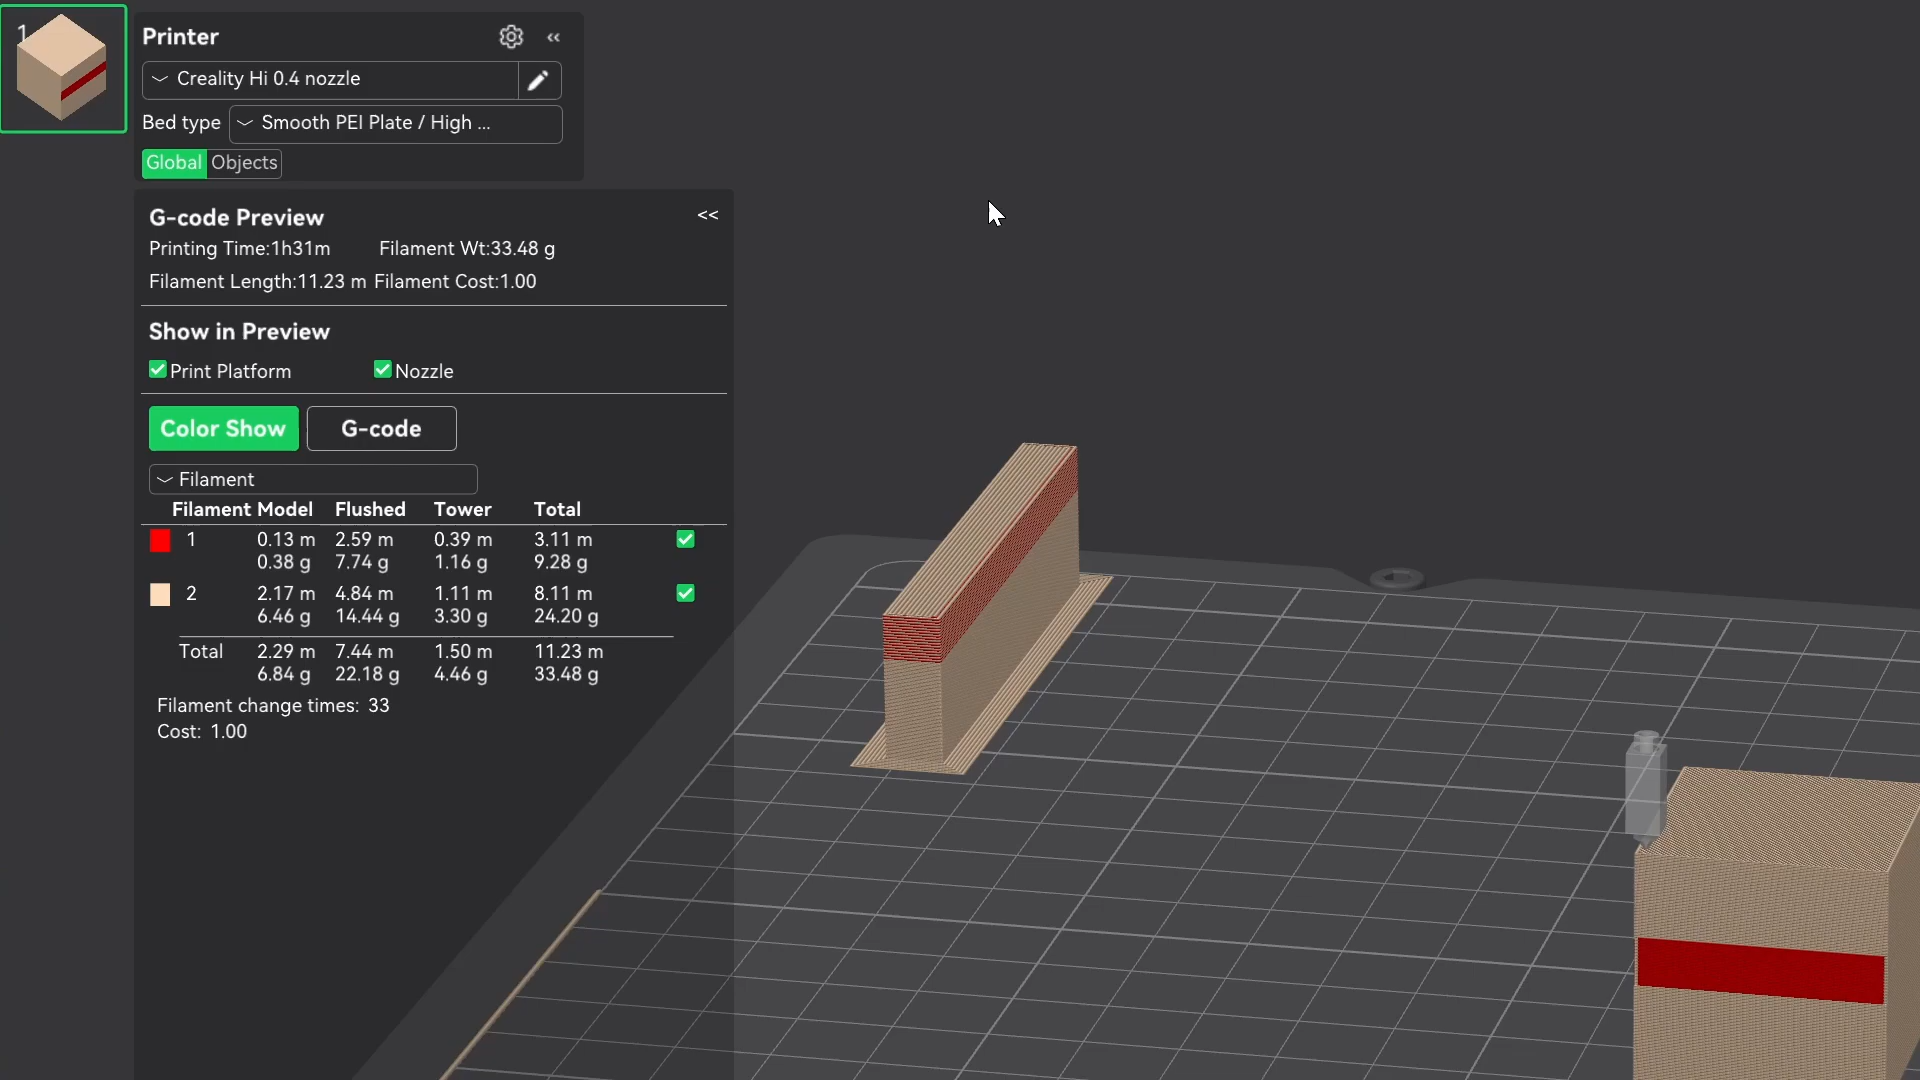 1
Printer
Creality Hi 0.4 nozzle
Bed type Smooth PEI Plate / High ...
Global Objects
G-code Preview <<
Printing Time:1h31m Filament Wt:33.48 g
Filament Length:11.23 m Filament Cost:1.00
Show in Preview
Print Platform Nozzle
Color Show G-code
Filament
Filament Model Flushed Tower Total
1 0.13 m 2.59 m 0.39 m 3.11 m
0.38 g 7.74 g 1.16 g 9.28 g
2 2.17 m 4.84 m 1.11 m 8.11 m
6.46 g 14.44 g 3.30 g 24.20 g
Total 2.29 m 7.44 m 1.50 m 11.23 m
6.84 g 22.18 g 4.46 g 33.48 g
Filament change times: 33
Cost: 1.00